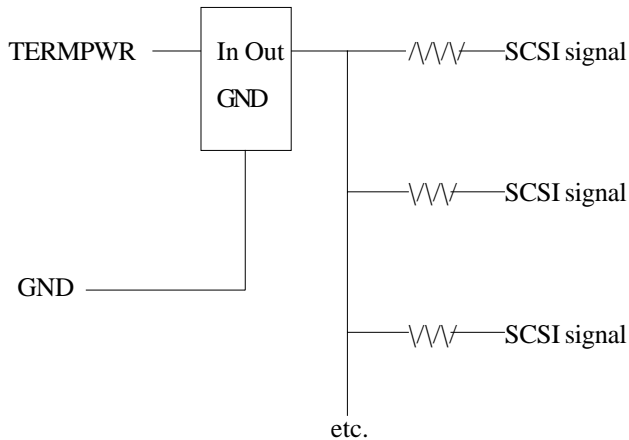 TERMPWR
In Out
GND
SCSI signal
SCSI signal
GND
SCSI signal
etc.